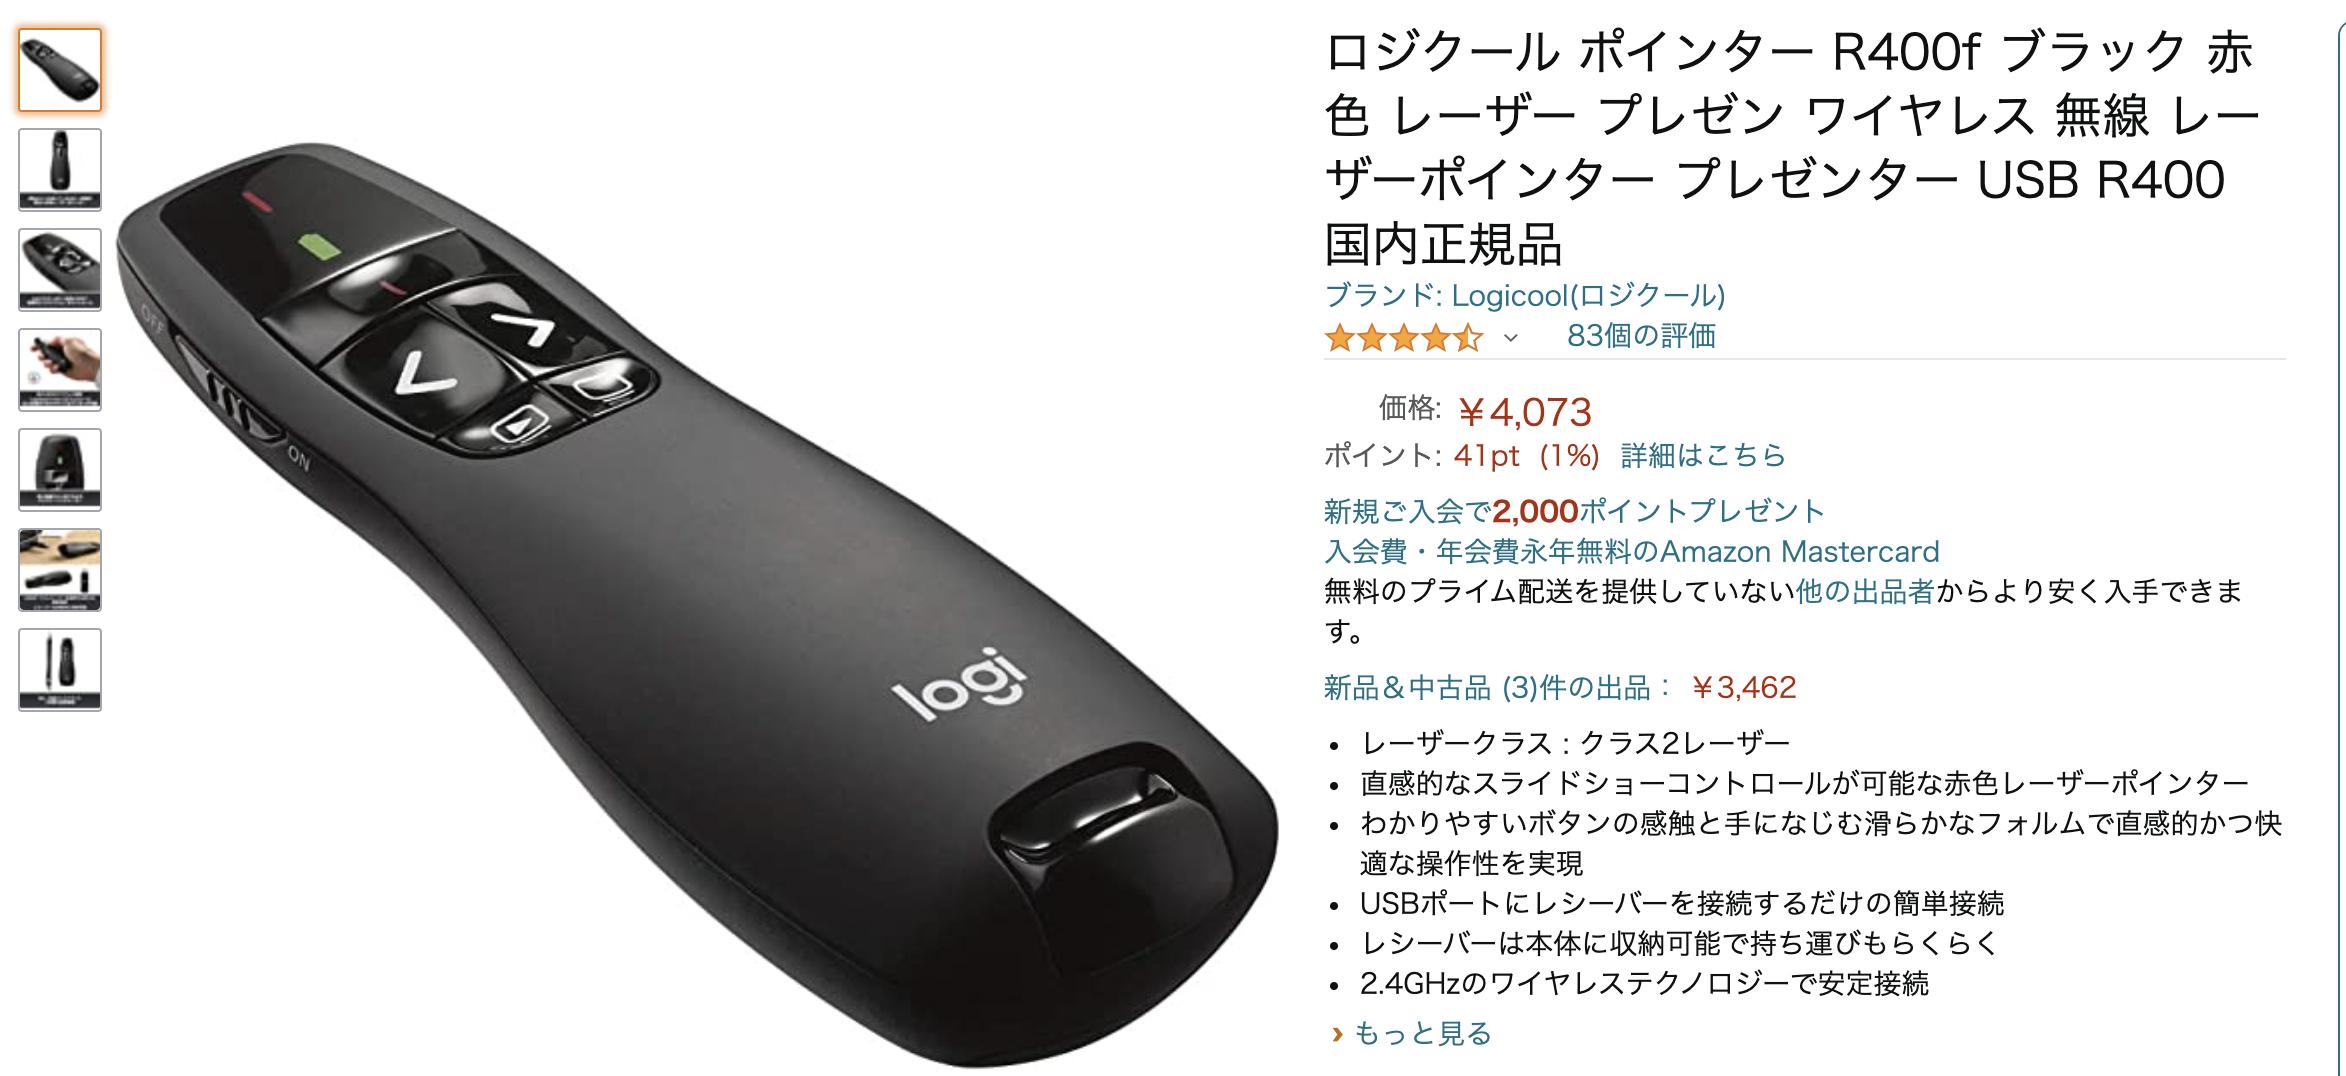 ロジクール ポインター R400f ブラック 赤
色 レーザー プレゼン ワイヤレス 無線 レー
ザーポインター プレゼンター USB R400
国内正規品
ブランド: Logicool(ロジクール)
83個の評価
価格: ￥4,073
ポイント: 41pt (1%) 詳細はこちら
新規ご入会で2,000ポイントプレゼント
入会費・年会費永年無料のAmazon Mastercard
無料のプライム配送を提供していない他の出品者からより安く入手できま
す。
新品＆中古品 (3)件の出品： ￥3,462
レーザークラス : クラス2レーザー
直感的なスライドショーコントロールが可能な赤色レーザーポインター
わかりやすいボタンの感触と手になじむ滑らかなフォルムで直感的かつ快
適な操作性を実現
USBポートにレシーバーを接続するだけの簡単接続
レシーバーは本体に収納可能で持ち運びもらくらく
2.4GHzのワイヤレステクノロジーで安定接続
もっと見る
OFF
ON
logi